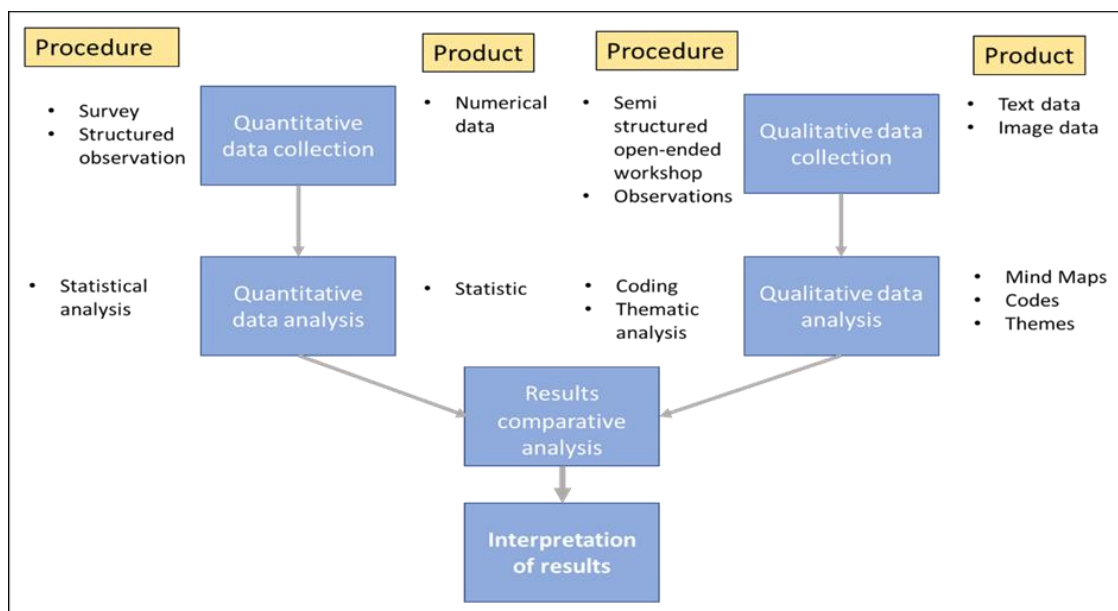 Procedure
Product
Procedure
Product
• Survey
• Structured
observation
Quantitative
data collection
• Numerical
data
• Semi
structured
open-ended
workshop
• Observations
Qualitative data
collection
• Text data
• Image data
• Statistical
analysis
Quantitative
data analysis
• Statistic
• Coding
• Thematic
analysis
Qualitative data
analysis
• Mind Maps
• Codes
• Themes
Results
comparative
analysis
Interpretation
of results